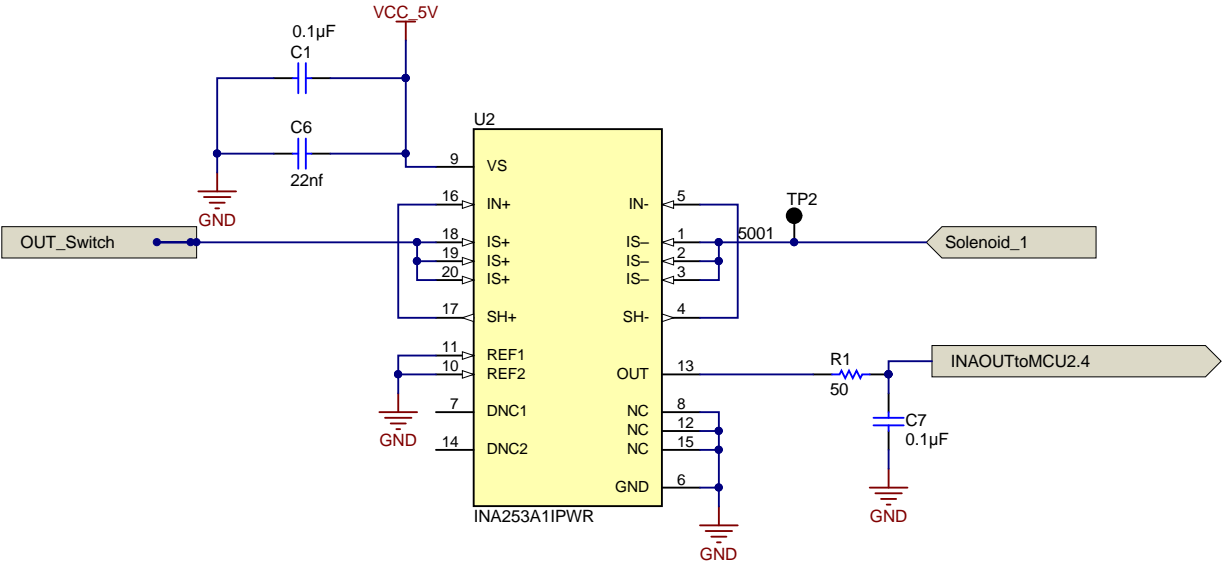 VCC_5V
0.1µF
C1
C6
22nf
GND
U2
9 VS
16 IN+
18 IS+
19 IS+
20 IS+
17 SH+
11 REF1
10 REF2
7 DNC1
14 DNC2
IN- 5
IS– 1
IS– 2
IS– 3
SH- 4
OUT 13
NC 8
NC 12
NC 15
GND 6
INA253A1IPWR
OUT_Switch
GND
TP2
5001
Solenoid_1
R1
50
INAOUTtoMCU2.4
C7
0.1µF
GND
GND